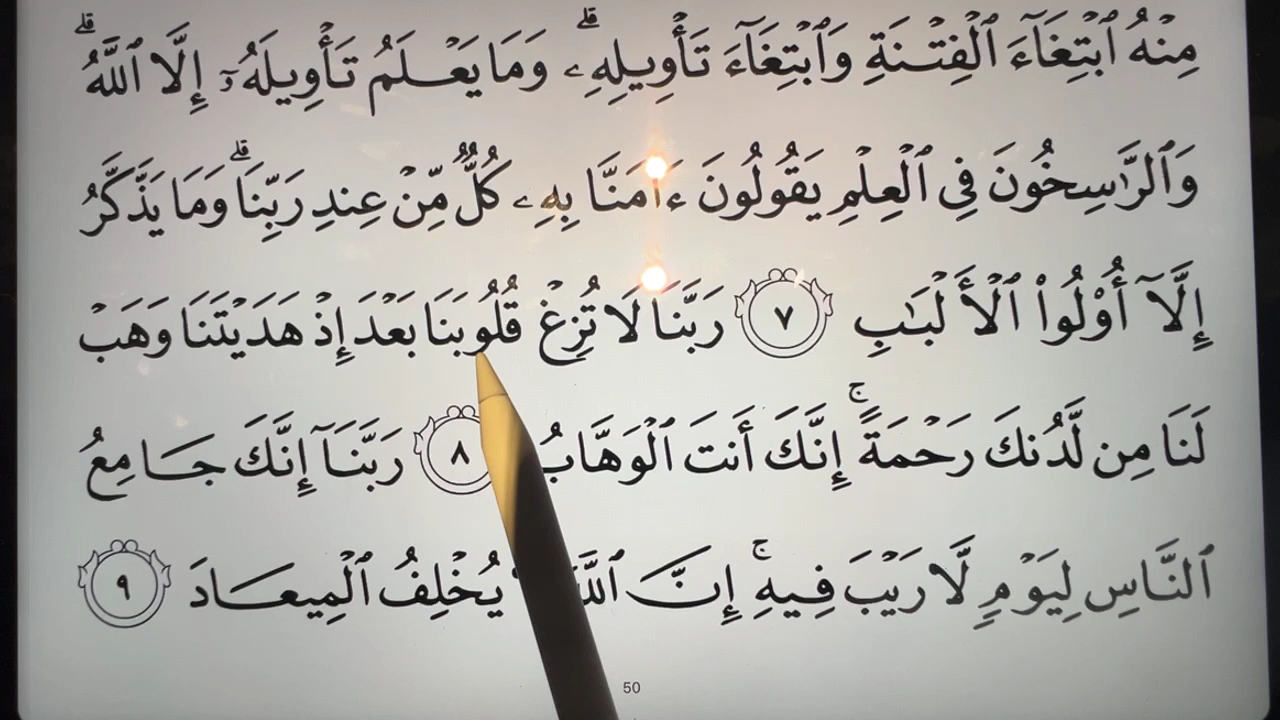 مِنْهُ ٱبْتِغَآءَ ٱلْفِتْنَةِ وَٱبْتِغَآءَ تَأْوِيلِهِۦ ۗ وَمَا يَعْلَمُ تَأْوِيلَهُۥٓ إِلَّا ٱللَّهُ ۗ
وَٱلرَّٰسِخُونَ فِى ٱلْعِلْمِ يَقُولُونَ ءَامَنَّا بِهِۦ كُلٌّ مِّنْ عِندِ رَبِّنَا ۗ وَمَا يَذَّكَّرُ
إِلَّآ أُو۟لُوا۟ ٱلْأَلْبَٰبِ ٧ رَبَّنَا لَا تُزِغْ قُلُوبَنَا بَعْدَ إِذْ هَدَيْتَنَا وَهَبْ
لَنَا مِن لَّدُنكَ رَحْمَةً ۚ إِنَّكَ أَنتَ ٱلْوَهَّابُ ٨ رَبَّنَآ إِنَّكَ جَامِعُ
ٱلنَّاسِ لِيَوْمٍ لَّا رَيْبَ فِيهِ ۚ إِنَّ يُخْلِفُ ٱلْمِيعَادَ ٩
50